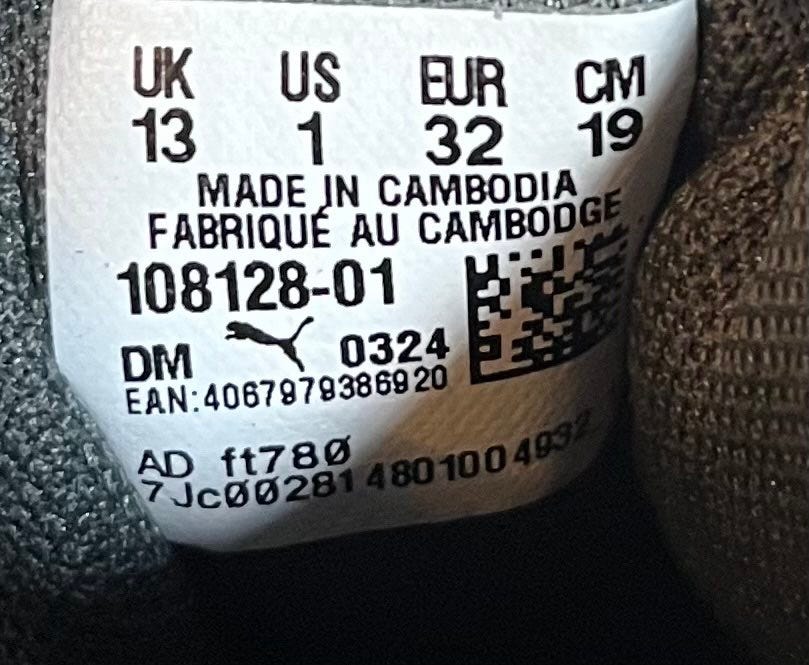 UK US EUR CM
13 1 32 19
MADE IN CAMBODIA
FABRIQUÉ AU CAMBODGE
108128-01
DM 0324
EAN:4067979386920
AD ft780
7Jc002814801004932